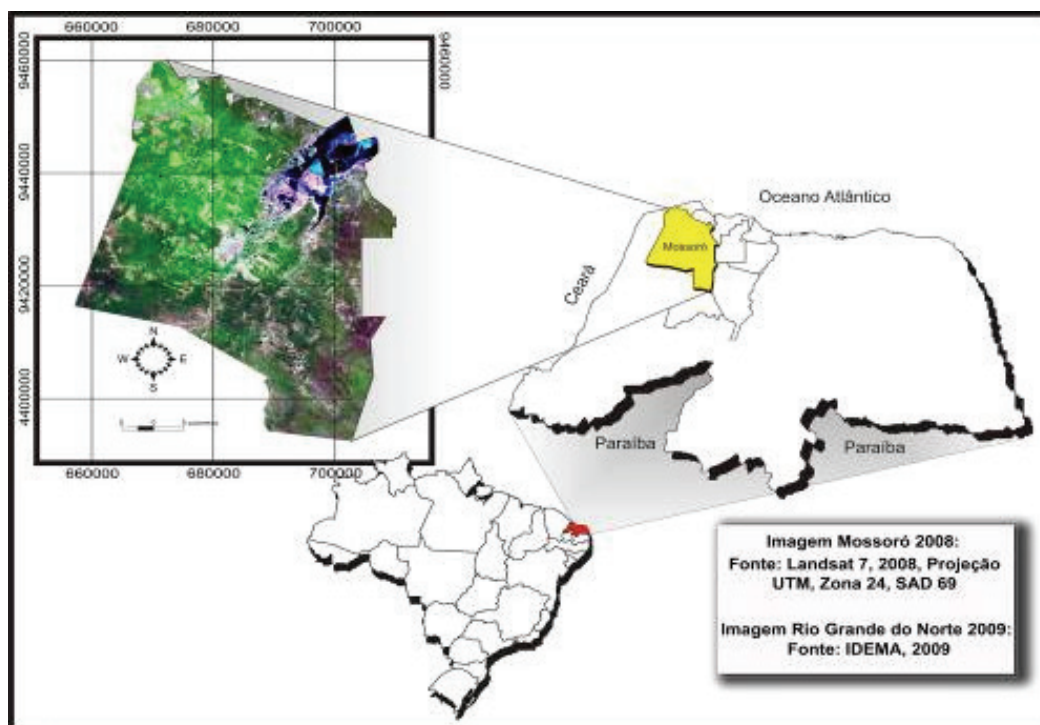 660000 680000 700000
9460000
9460000
9440000
9420000
4400000
N
W E
S
660000 680000 700000
Oceano Atlântico
Mossoró
Ceará
Paraíba
Paraíba
Imagem Mossoró 2008:
Fonte: Landsat 7, 2008, Projeção
UTM, Zona 24, SAD 69
Imagem Rio Grande do Norte 2009:
Fonte: IDEMA, 2009